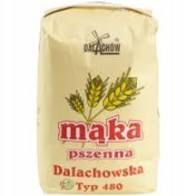 DALACHÓW
mąka
pszenna
Dalachowska
Typ 480